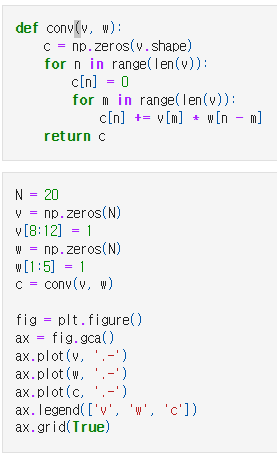 def conv(v, w):
    c = np.zeros(v.shape)
    for n in range(len(v)):
        c[n] = 0
        for m in range(len(v)):
            c[n] += v[m] * w[n - m]
    return c
N = 20
v = np.zeros(N)
v[8:12] = 1
w = np.zeros(N)
w[1:5] = 1
c = conv(v, w)
fig = plt.figure()
ax = fig.gca()
ax.plot(v, '.-')
ax.plot(w, '.-')
ax.plot(c, '.-')
ax.legend(['v', 'w', 'c'])
ax.grid(True)